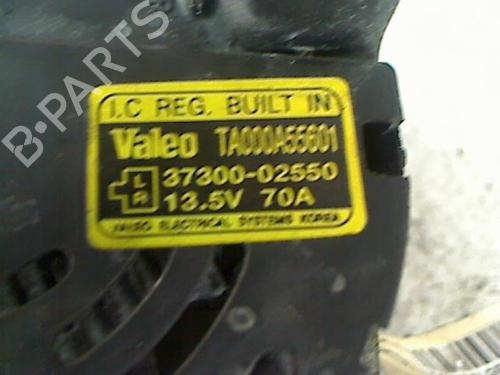 I.C REG. BUILT IN
Valeo TA000A55601
L
R
37300-02550
13.5V 70A
VALEO ELECTRICAL SYSTEMS KOREA
B-PARTS